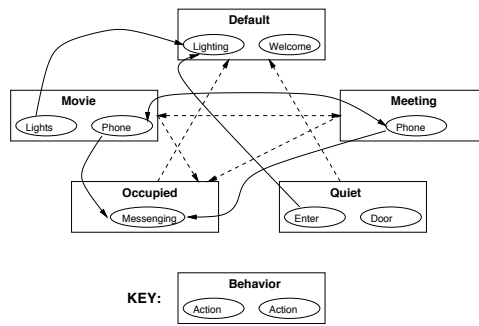 Default
Lighting Welcome
Movie Meeting
Lights Phone Phone
Occupied Quiet
Messenging Enter Door
KEY: Behavior
Action Action